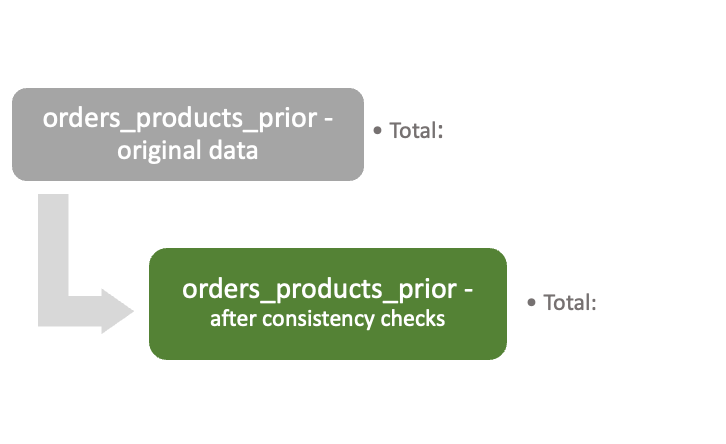 orders_products_prior -
original data
• Total:
orders_products_prior -
after consistency checks
• Total: